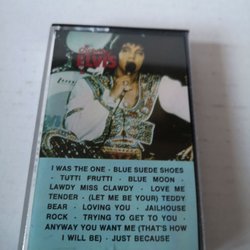 ELVIS
I WAS THE ONE · BLUE SUEDE SHOES
· TUTTI FRUTTI · BLUE MOON ·
LAWDY MISS CLAWDY · LOVE ME
TENDER · (LET ME BE YOUR) TEDDY
BEAR · LOVING YOU · JAILHOUSE
ROCK · TRYING TO GET TO YOU ·
ANYWAY YOU WANT ME (THAT'S HOW
I WILL BE) · JUST BECAUSE